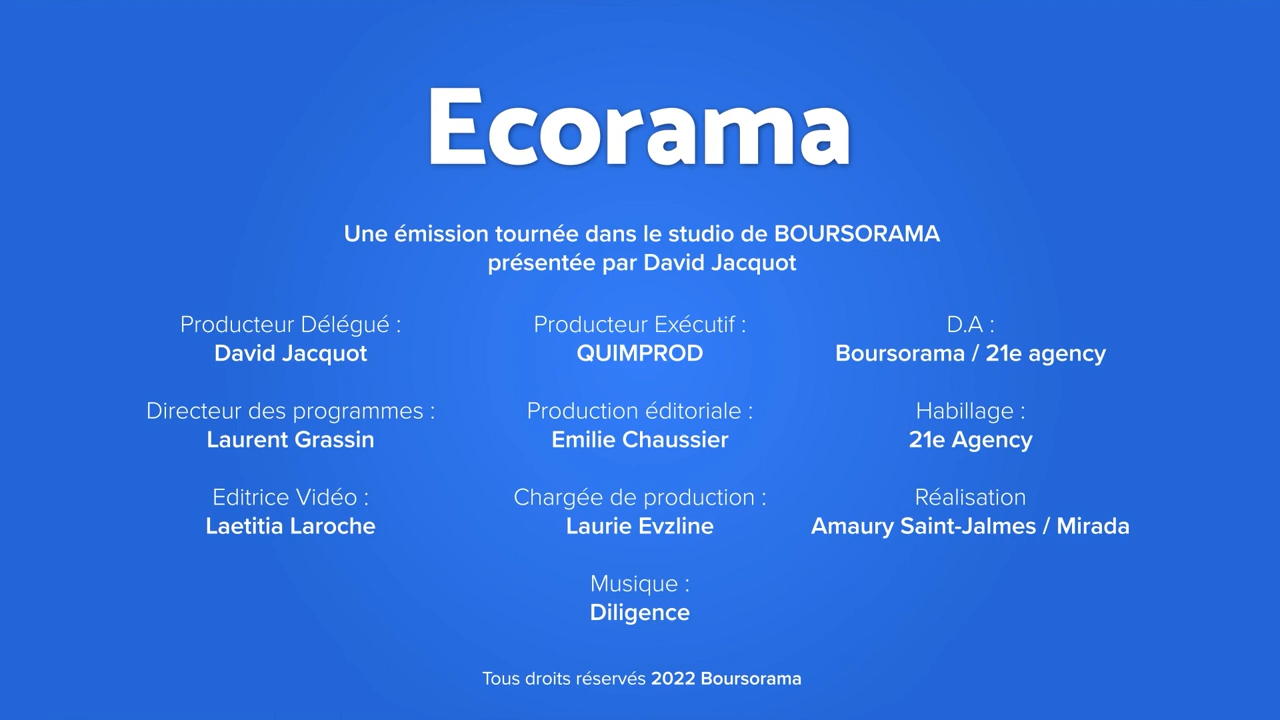 Ecorama
Une émission tournée dans le studio de BOURSORAMA
présentée par David Jacquot
Producteur Délégué :
David Jacquot
Producteur Exécutif :
QUIMPROD
D.A :
Boursorama / 21e agency
Directeur des programmes :
Laurent Grassin
Production éditoriale :
Emilie Chaussier
Habillage :
21e Agency
Editrice Vidéo :
Laetitia Laroche
Chargée de production :
Laurie Evzline
Réalisation
Amaury Saint-Jalmes / Mirada
Musique :
Diligence
Tous droits réservés 2022 Boursorama